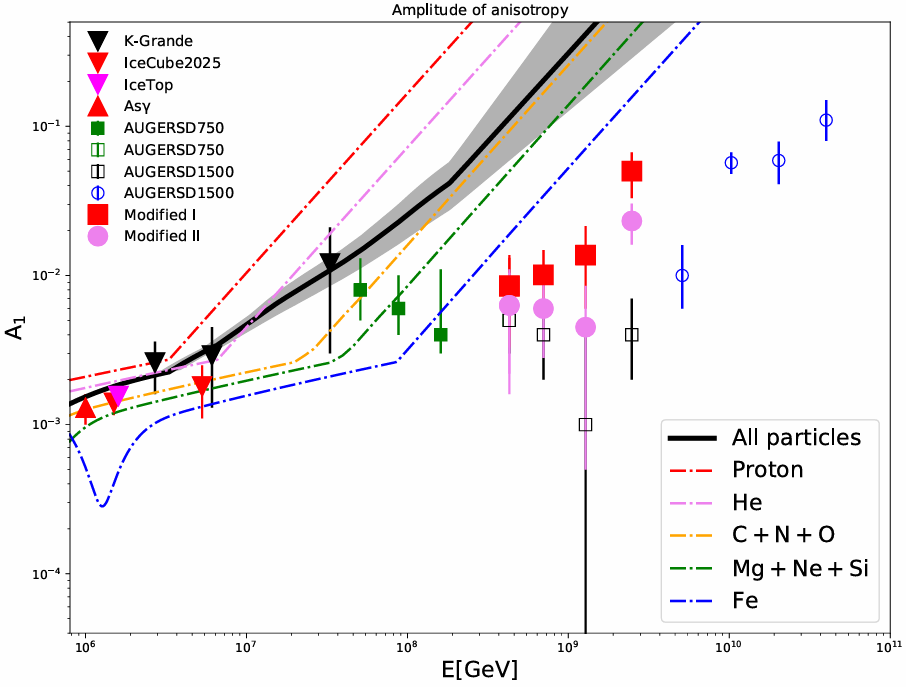 Amplitude of anisotropy
K-Grande
IceCube2025
IceTop
Asγ
AUGERSD750
AUGERSD750
AUGERSD1500
AUGERSD1500
Modified I
Modified II
10⁻¹
10⁻²
10⁻³
10⁻⁴
A₁
All particles
Proton
He
C + N + O
Mg + Ne + Si
Fe
10⁶ 10⁷ 10⁸ 10⁹ 10¹⁰ 10¹¹
E[GeV]